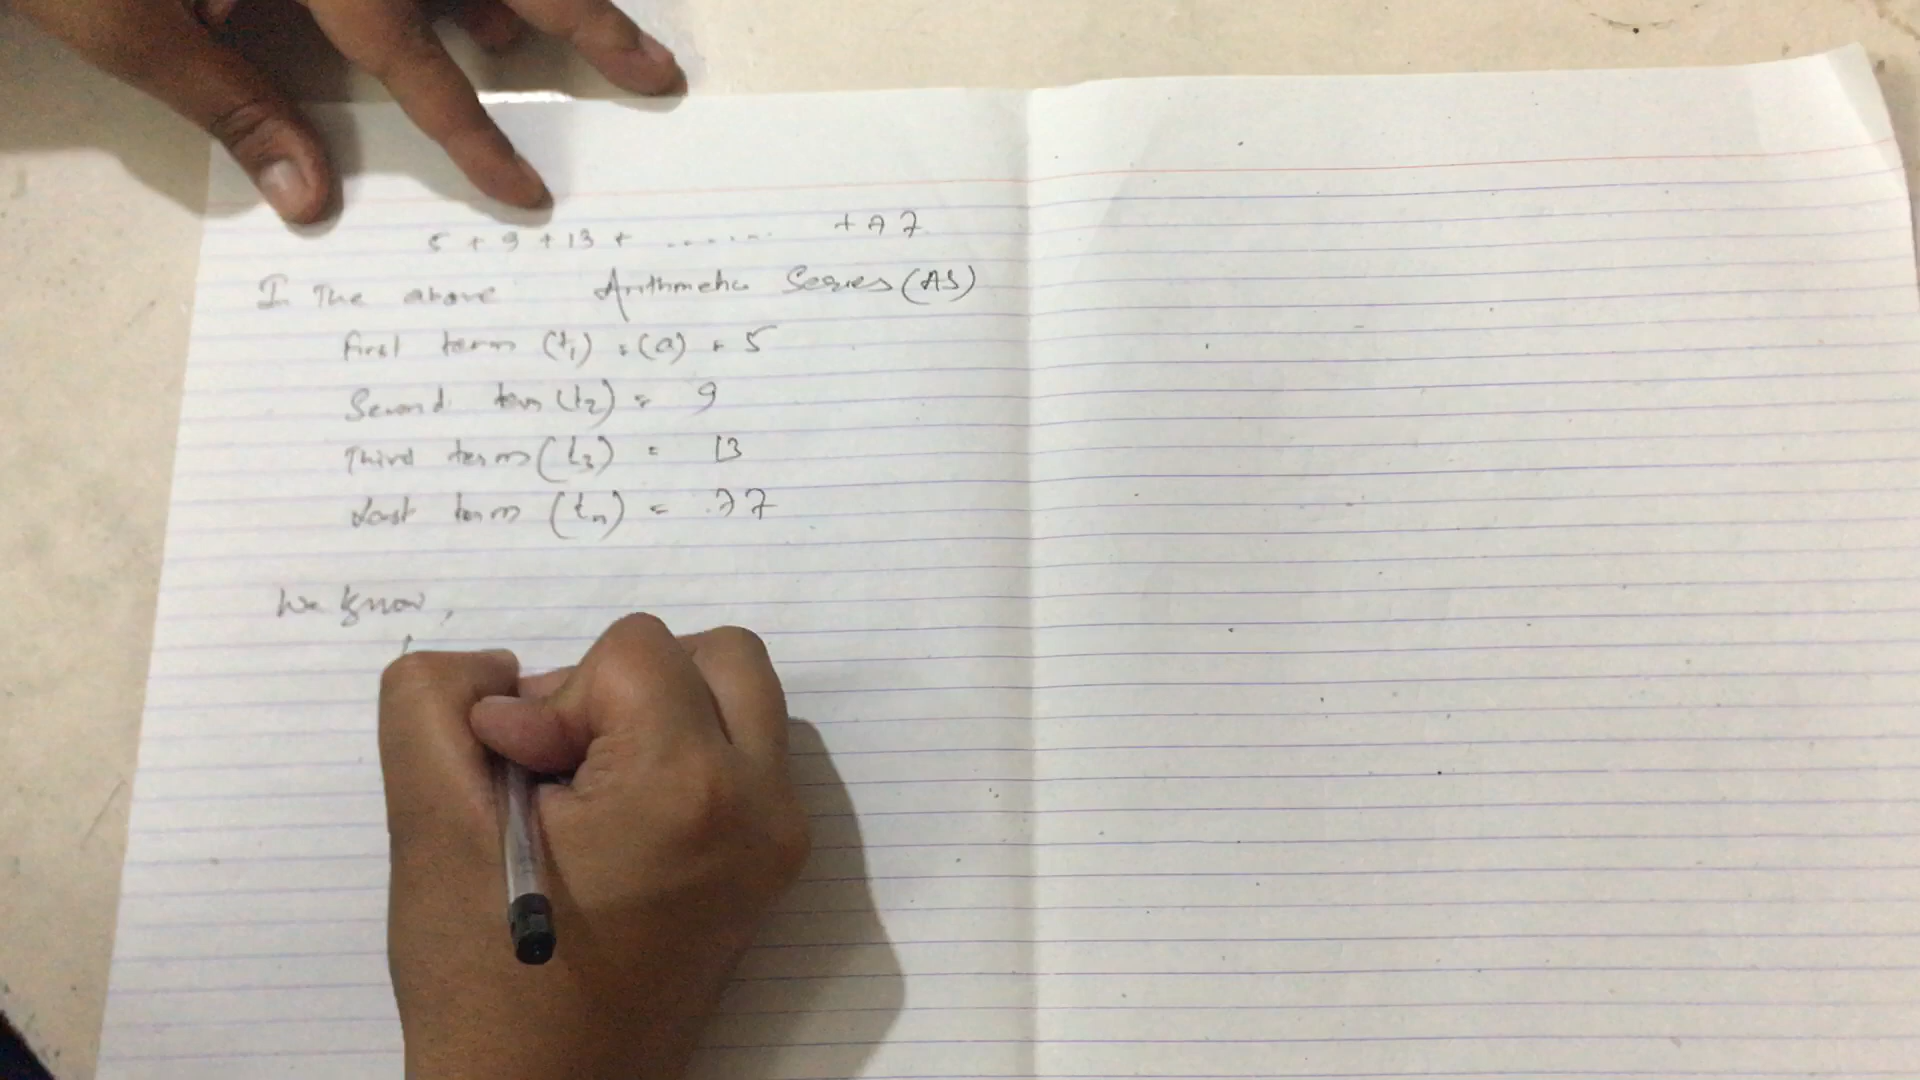 5 + 9 + 13 + ....... + 77
In The above Arithmetic Series (AS)
first term (t₁) = (a) = 5
Second term (t₂) = 9
Third term (t₃) = 13
Last term (tₙ) = 77
We know,